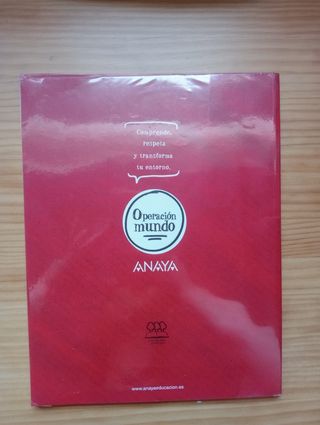 Comprende,
respeta
y transforma
tu entorno.
Operación
mundo
ANAYA
www.anayaeducacion.es